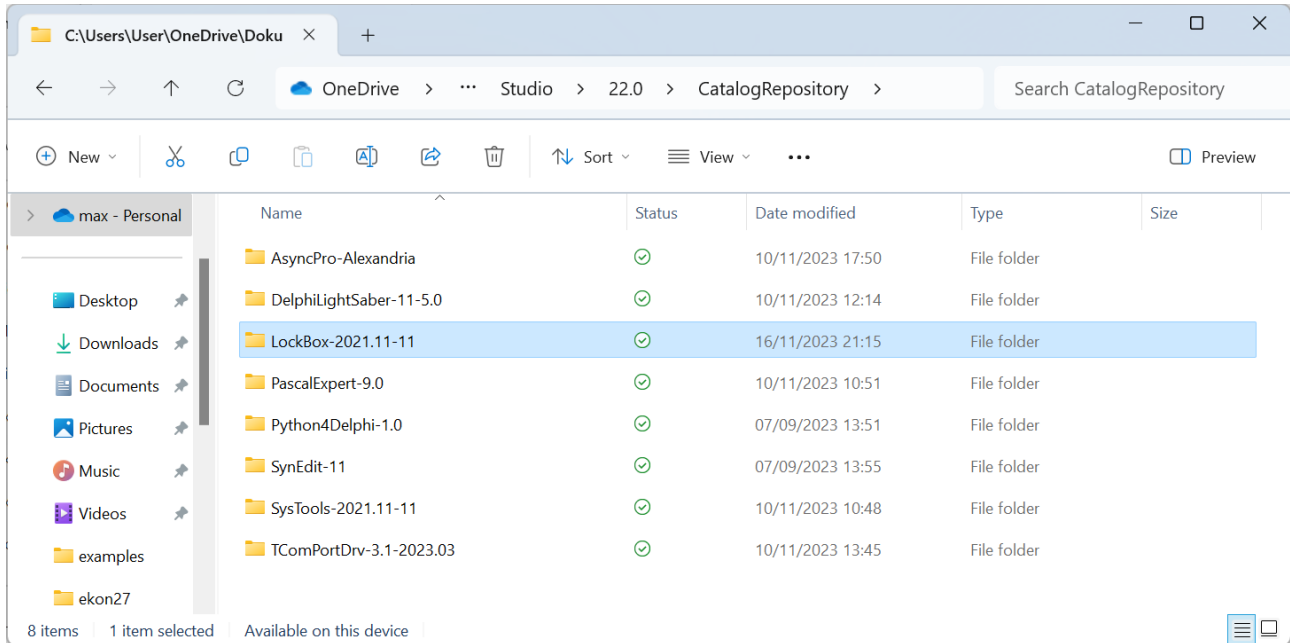 C:\Users\User\OneDrive\Doku
OneDrive > ... Studio > 22.0 > CatalogRepository >
Search CatalogRepository
New
Sort
View
Preview
max - Personal
Name Status Date modified Type Size
AsyncPro-Alexandria 10/11/2023 17:50 File folder
DelphiLightSaber-11-5.0 10/11/2023 12:14 File folder
LockBox-2021.11-11 16/11/2023 21:15 File folder
PascalExpert-9.0 10/11/2023 10:51 File folder
Python4Delphi-1.0 07/09/2023 13:51 File folder
SynEdit-11 07/09/2023 13:55 File folder
SysTools-2021.11-11 10/11/2023 10:48 File folder
TComPortDrv-3.1-2023.03 10/11/2023 13:45 File folder
Desktop
Downloads
Documents
Pictures
Music
Videos
examples
ekon27
8 items 1 item selected Available on this device